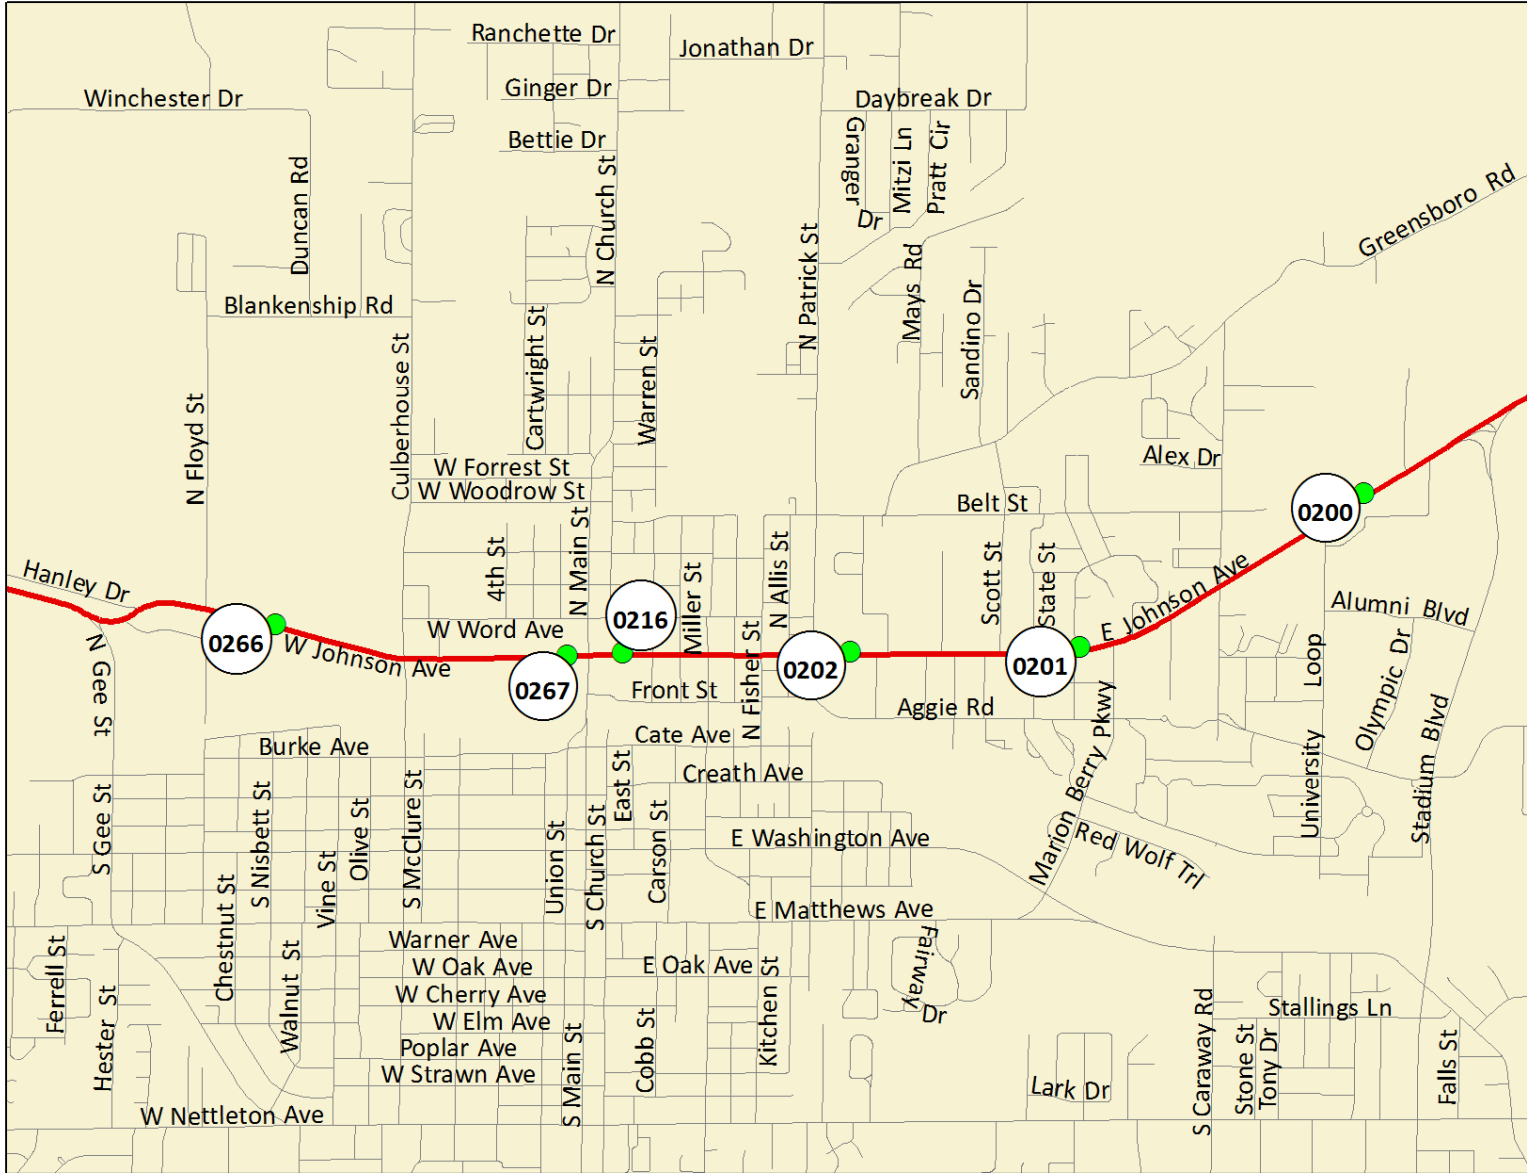 Ranchette Dr
Jonathan Dr
Ginger Dr
Winchester Dr
Daybreak Dr
Bettie Dr
Granger Dr
Mitzi Ln
Pratt Cir
Duncan Rd
N Church St
Greensboro Rd
N Patrick St
Mays Rd
Sandino Dr
Blankenship Rd
Cartwright St
Culberhouse St
Warren St
N Floyd St
Alex Dr
W Forrest St
W Woodrow St
Belt St
0200
N Main St
4th St
N Allis St
Scott St
State St
Miller St
Hanley Dr
E Johnson Ave
Alumni Blvd
0216
W Word Ave
0266
W Johnson Ave
0202
0201
0267
N Gee St
N Fisher St
Front St
Aggie Rd
Loop
Olympic Dr
Marion Berry Pkwy
Cate Ave
Burke Ave
Stadium Blvd
University
East St
Creath Ave
S Gee St
S Nisbett St
Olive St
S McClure St
Union St
S Church St
Carson St
E Washington Ave
Red Wolf Trl
Vine St
Chestnut St
E Matthews Ave
Warner Ave
Fairway Dr
Ferrell St
Walnut St
W Oak Ave
E Oak Ave
Kitchen St
Hester St
W Cherry Ave
W Elm Ave
Stallings Ln
S Caraway Rd
Poplar Ave
S Main St
Cobb St
Stone St
Tony Dr
Falls St
W Strawn Ave
Lark Dr
W Nettleton Ave